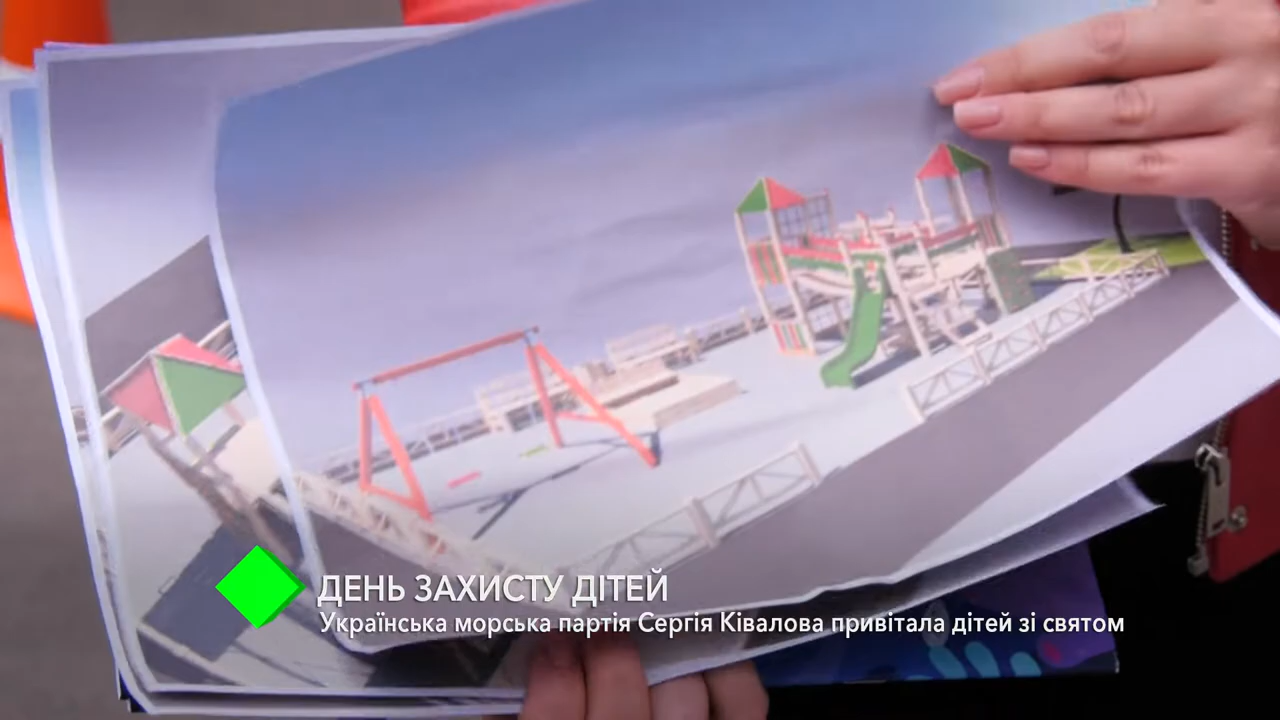 ДЕНЬ ЗАХИСТУ ДІТЕЙ
Українська морська партія Сергія Ківалова привітала дітей зі святом